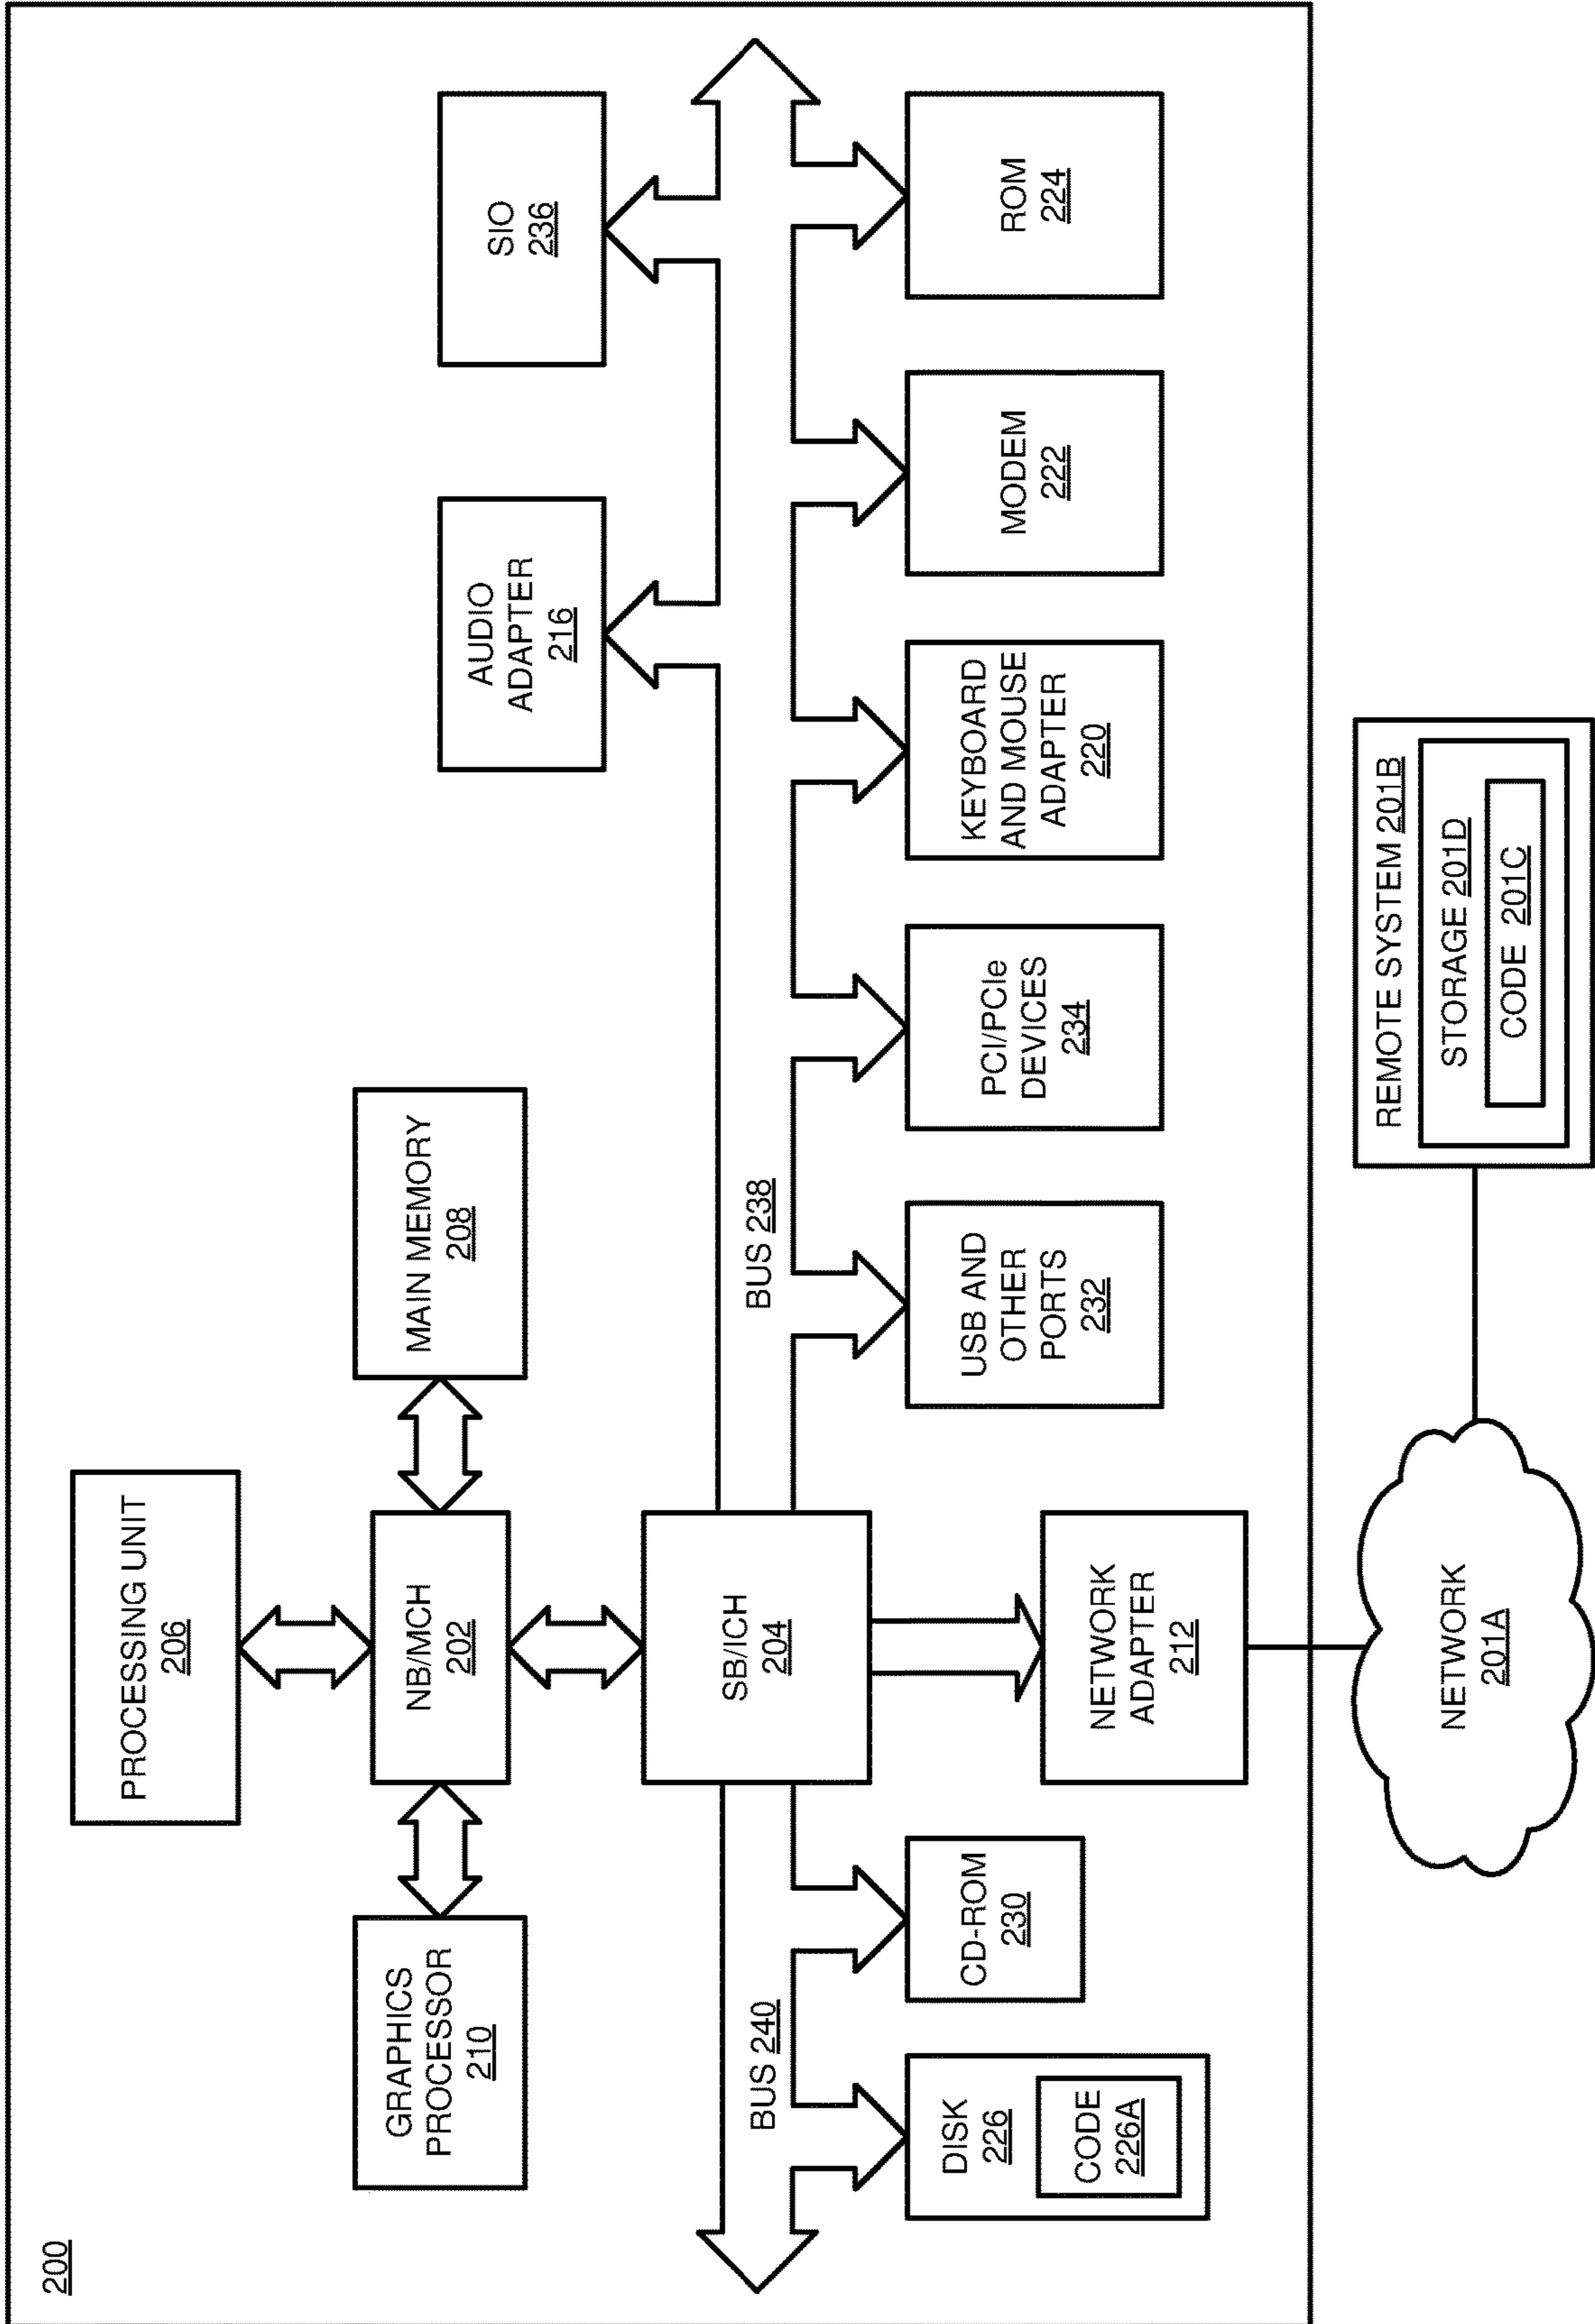 200
PROCESSING UNIT
206
GRAPHICS
PROCESSOR
210
NB/MCH
202
MAIN MEMORY
208
AUDIO
ADAPTER
216
SIO
236
SB/ICH
204
BUS 240
BUS 238
DISK
226
CODE
226A
CD-ROM
230
NETWORK
ADAPTER
212
USB AND
OTHER
PORTS
232
PCI/PCIe
DEVICES
234
KEYBOARD
AND MOUSE
ADAPTER
220
MODEM
222
ROM
224
NETWORK
201A
REMOTE SYSTEM 201B
STORAGE 201D
CODE 201C